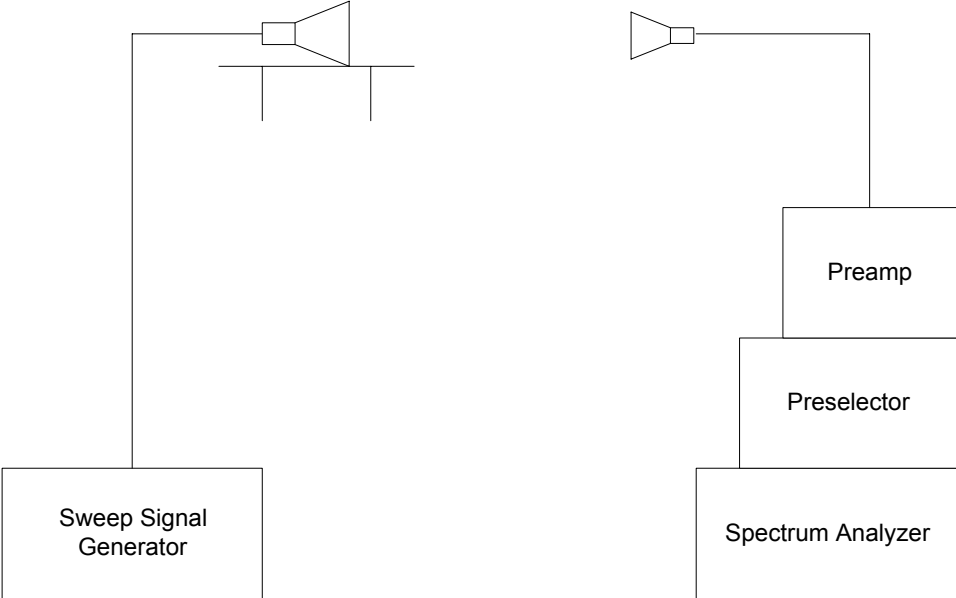 Preamp
Preselector
Sweep Signal
Generator
Spectrum Analyzer